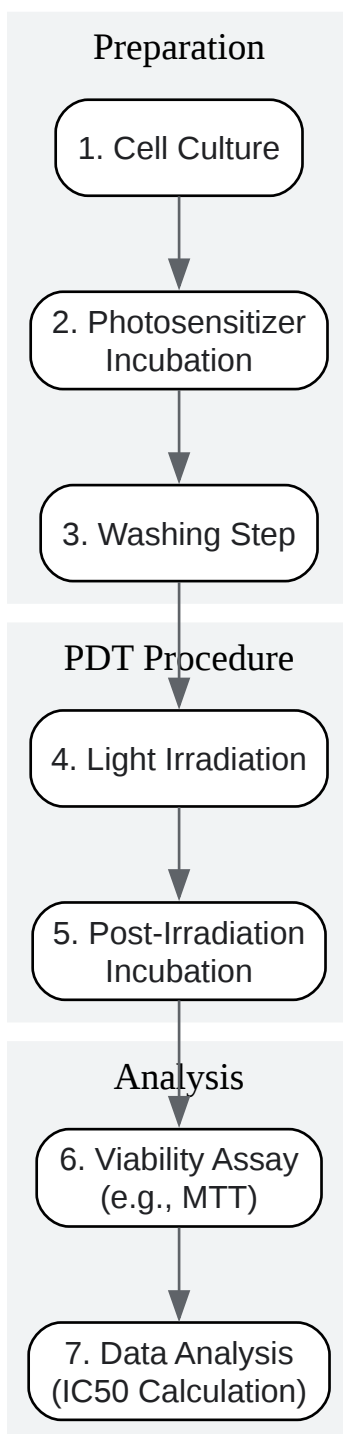 Preparation
1. Cell Culture
2. Photosensitizer
Incubation
3. Washing Step
PDT Procedure
4. Light Irradiation
5. Post-Irradiation
Incubation
Analysis
6. Viability Assay
(e.g., MTT)
7. Data Analysis
(IC50 Calculation)